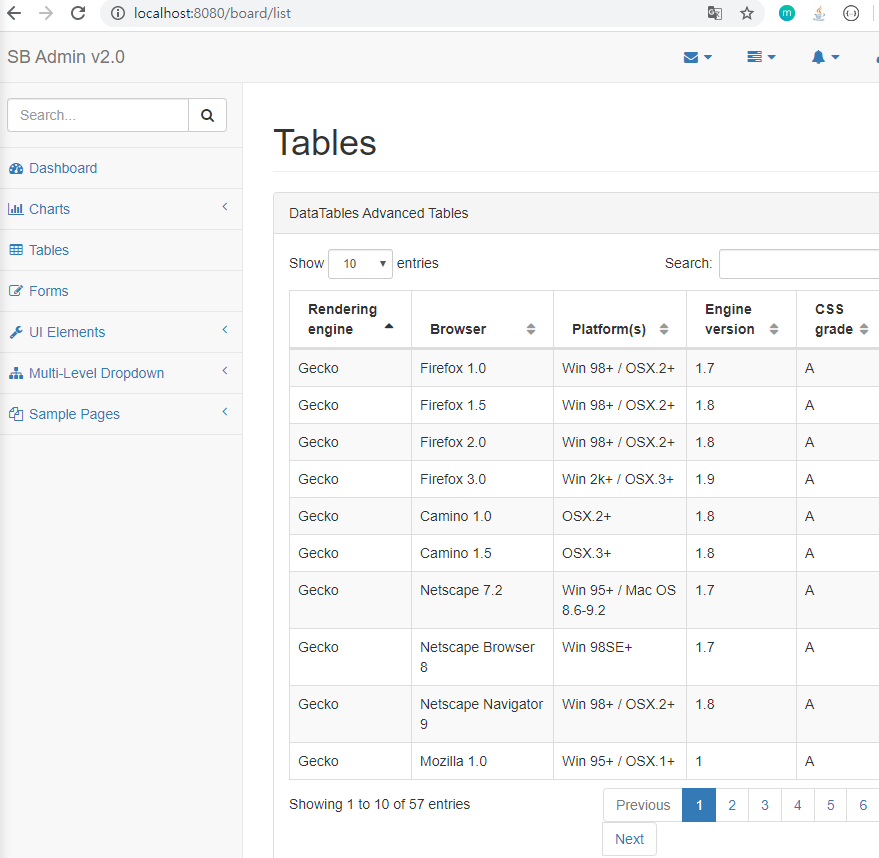 localhost:8080/board/list
m
SB Admin v2.0
Search...
Dashboard
Charts
Tables
Forms
UI Elements
Multi-Level Dropdown
Sample Pages
Tables
DataTables Advanced Tables
Show 10 entries Search:
Rendering engine Browser Platform(s) Engine version CSS grade
Gecko Firefox 1.0 Win 98+ / OSX.2+ 1.7 A
Gecko Firefox 1.5 Win 98+ / OSX.2+ 1.8 A
Gecko Firefox 2.0 Win 98+ / OSX.2+ 1.8 A
Gecko Firefox 3.0 Win 2k+ / OSX.3+ 1.9 A
Gecko Camino 1.0 OSX.2+ 1.8 A
Gecko Camino 1.5 OSX.3+ 1.8 A
Gecko Netscape 7.2 Win 95+ / Mac OS 8.6-9.2 1.7 A
Gecko Netscape Browser 8 Win 98SE+ 1.7 A
Gecko Netscape Navigator 9 Win 98+ / OSX.2+ 1.8 A
Gecko Mozilla 1.0 Win 95+ / OSX.1+ 1 A
Showing 1 to 10 of 57 entries Previous 1 2 3 4 5 6
Next